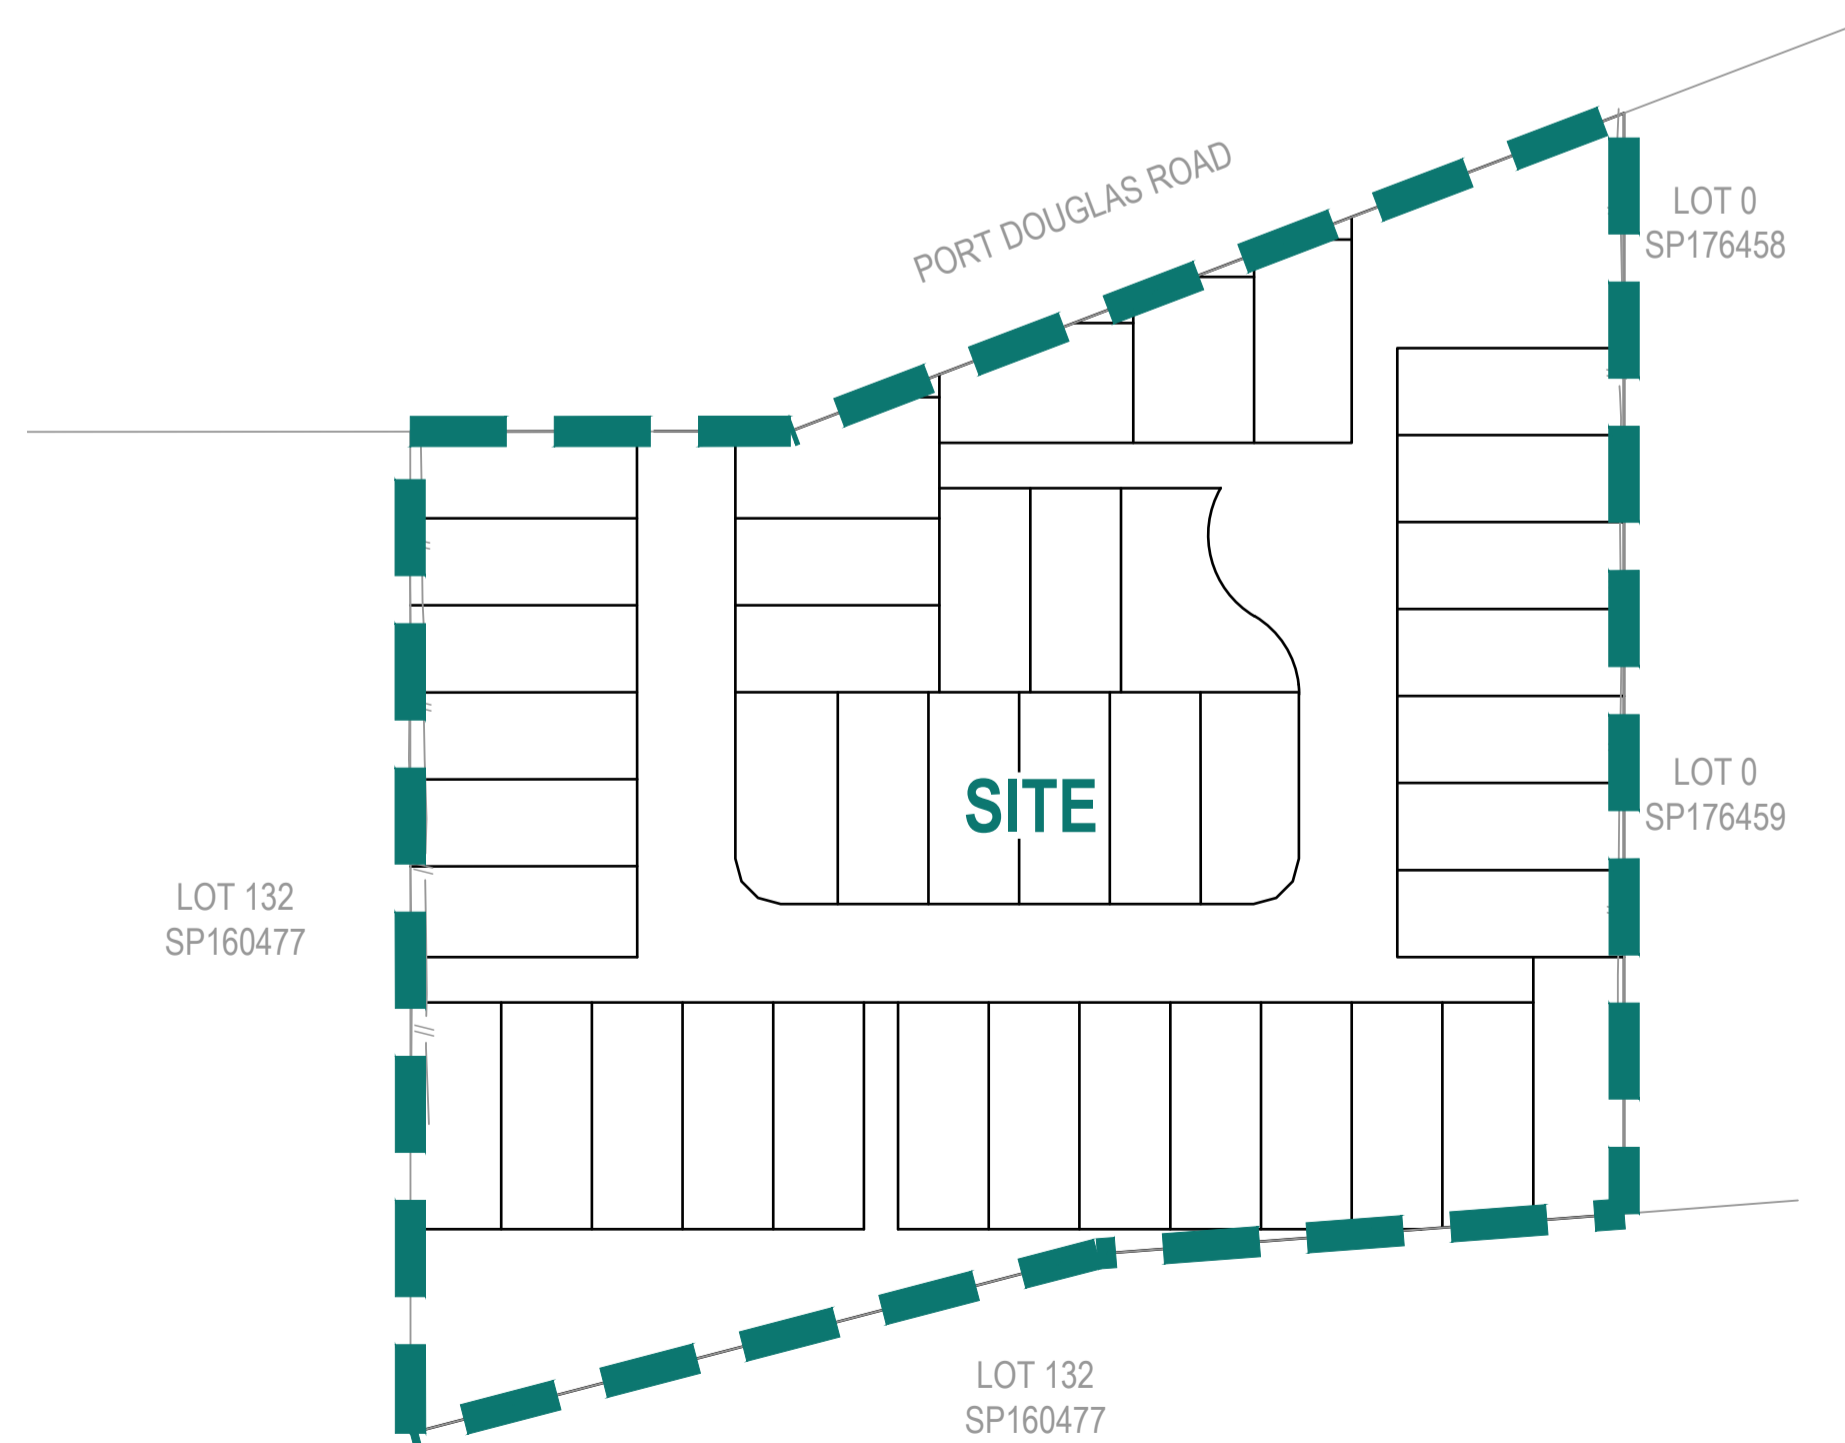 PORT DOUGLAS ROAD
LOT 0
SP176458
SITE
LOT 0
SP176459
LOT 132
SP160477
LOT 132
SP160477